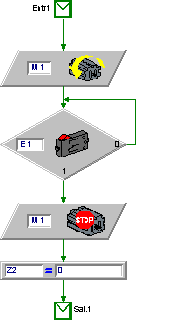 Entr1
M 1
E 1
0
1
M 1
STOP
Z2 = 0
Sal.1